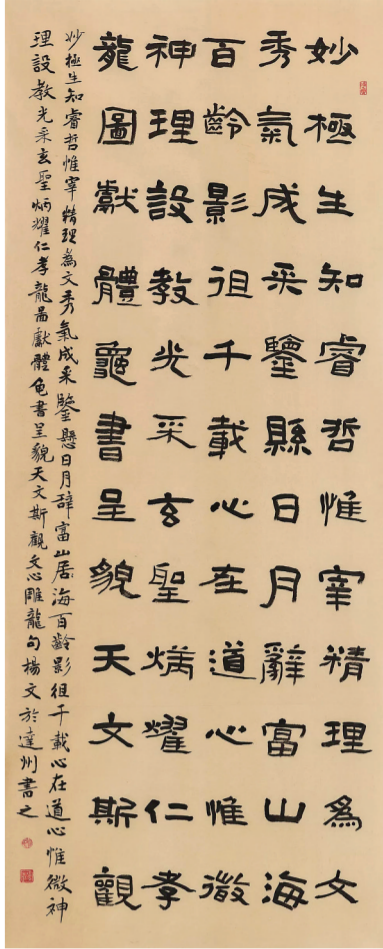 妙極生知睿哲惟宰精理爲文
秀氣成采鑒縣日月辭富山海
百齡影徂千載心在道心惟微
神理設教光采玄聖炳耀仁孝
龍圖獻體龜書呈貌天文斯觀
妙極生知睿哲惟宰精理為文秀氣成采鑒懸日月辞富山居海百齡影徂千載心在道心惟微神
理設教光采玄聖炳耀仁孝龍啚獻體龟書呈貌天文斯觀文心雕龍句楊文於達州書之